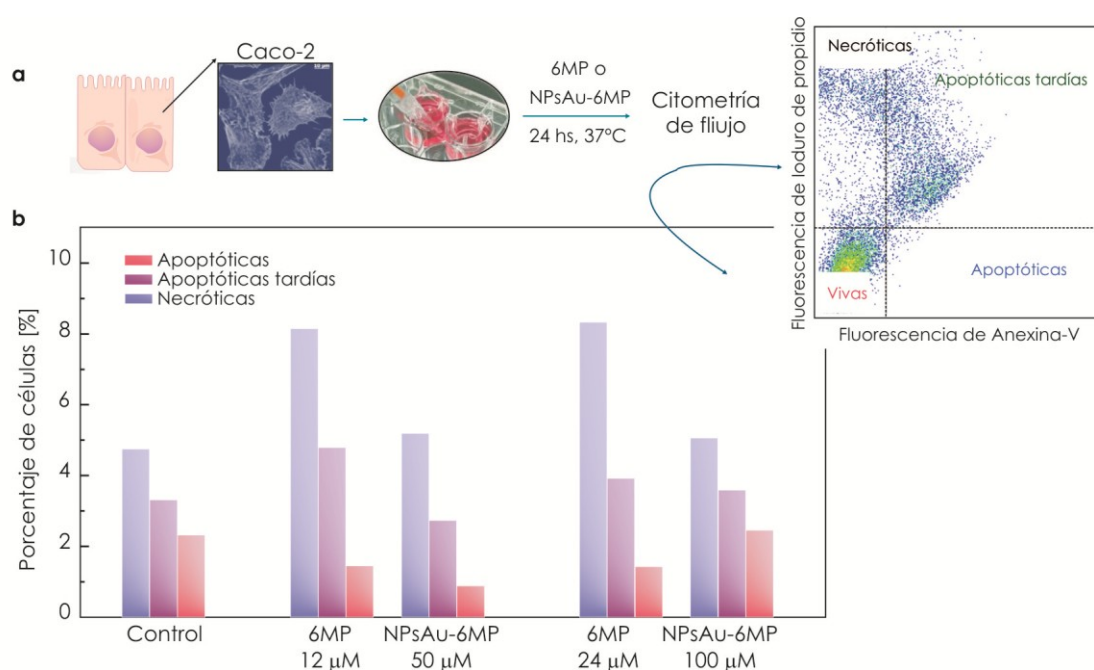 a
Caco-2
10 µm
6MP o
NPsAu-6MP
24 hs, 37ºC
Citometría
de fliujo
Fluorescencia de Ioduro de propidio
Necróticas
Apoptóticas tardías
Vivas
Apoptóticas
Fluorescencia de Anexina-V
b
Porcentaje de células [%]
10
8
6
4
2
0
Apoptóticas
Apoptóticas tardías
Necróticas
Control
6MP
12 µM
NPsAu-6MP
50 µM
6MP
24 µM
NPsAu-6MP
100 µM